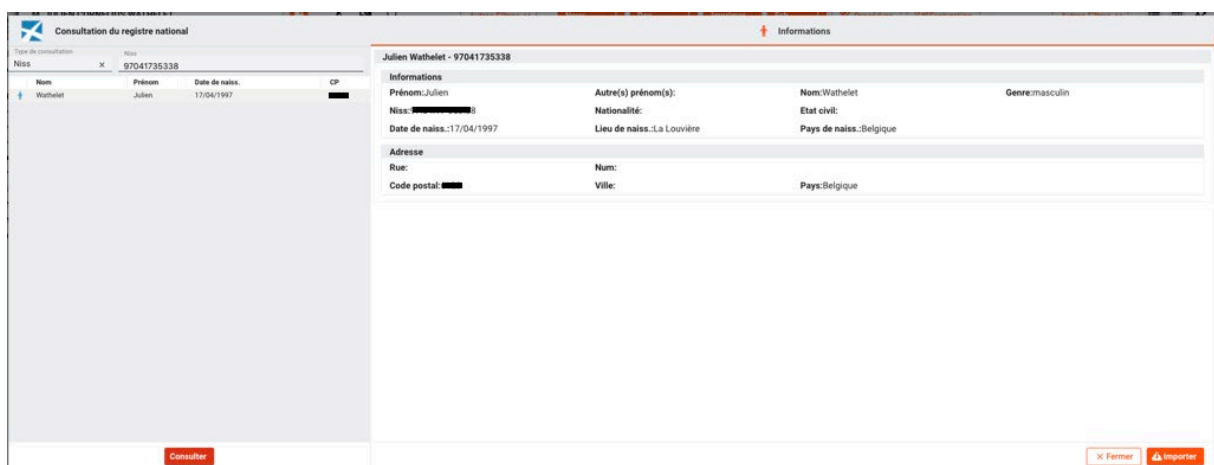 Consultation du registre national
Informations
Type de consultation
Niss
Niss
97041735338
Nom Prénom Date de naiss. CP
Wathelet Julien 17/04/1997
Julien Wathelet - 97041735338
Informations
Prénom:Julien Autre(s) prénom(s): Nom:Wathelet Genre:masculin
Niss: 8 Nationalité: Etat civil:
Date de naiss.:17/04/1997 Lieu de naiss.:La Louvière Pays de naiss.:Belgique
Adresse
Rue: Num:
Code postal: Ville: Pays:Belgique
Consulter
× Fermer Importer